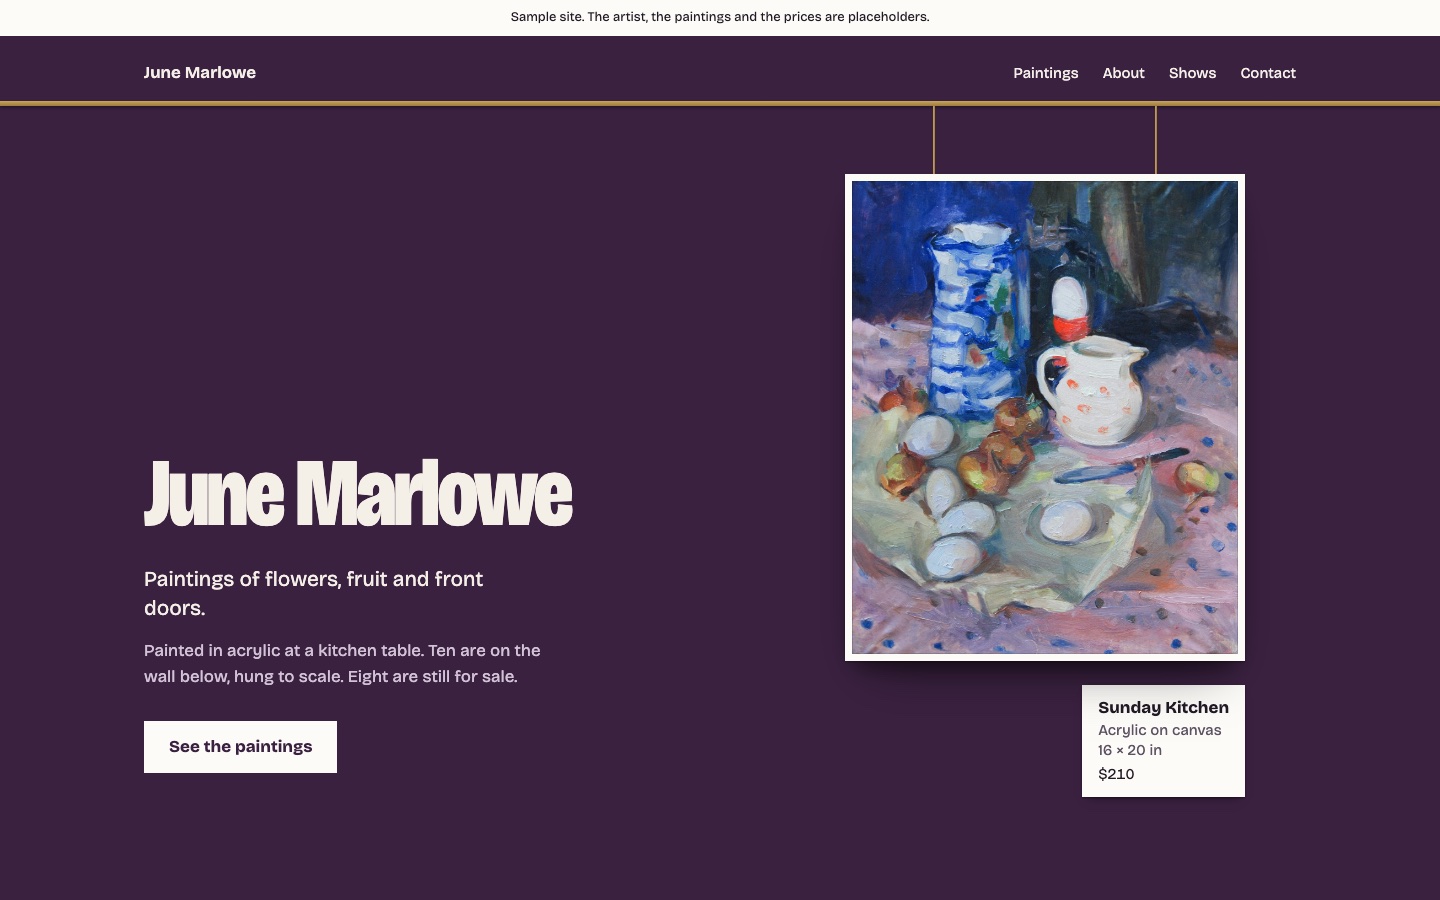 Sample site. The artist, the paintings and the prices are placeholders.
June Marlowe
Paintings About Shows Contact
June Marlowe
Paintings of flowers, fruit and front
doors.
Painted in acrylic at a kitchen table. Ten are on the
wall below, hung to scale. Eight are still for sale.
See the paintings
Sunday Kitchen
Acrylic on canvas
16 × 20 in
$210